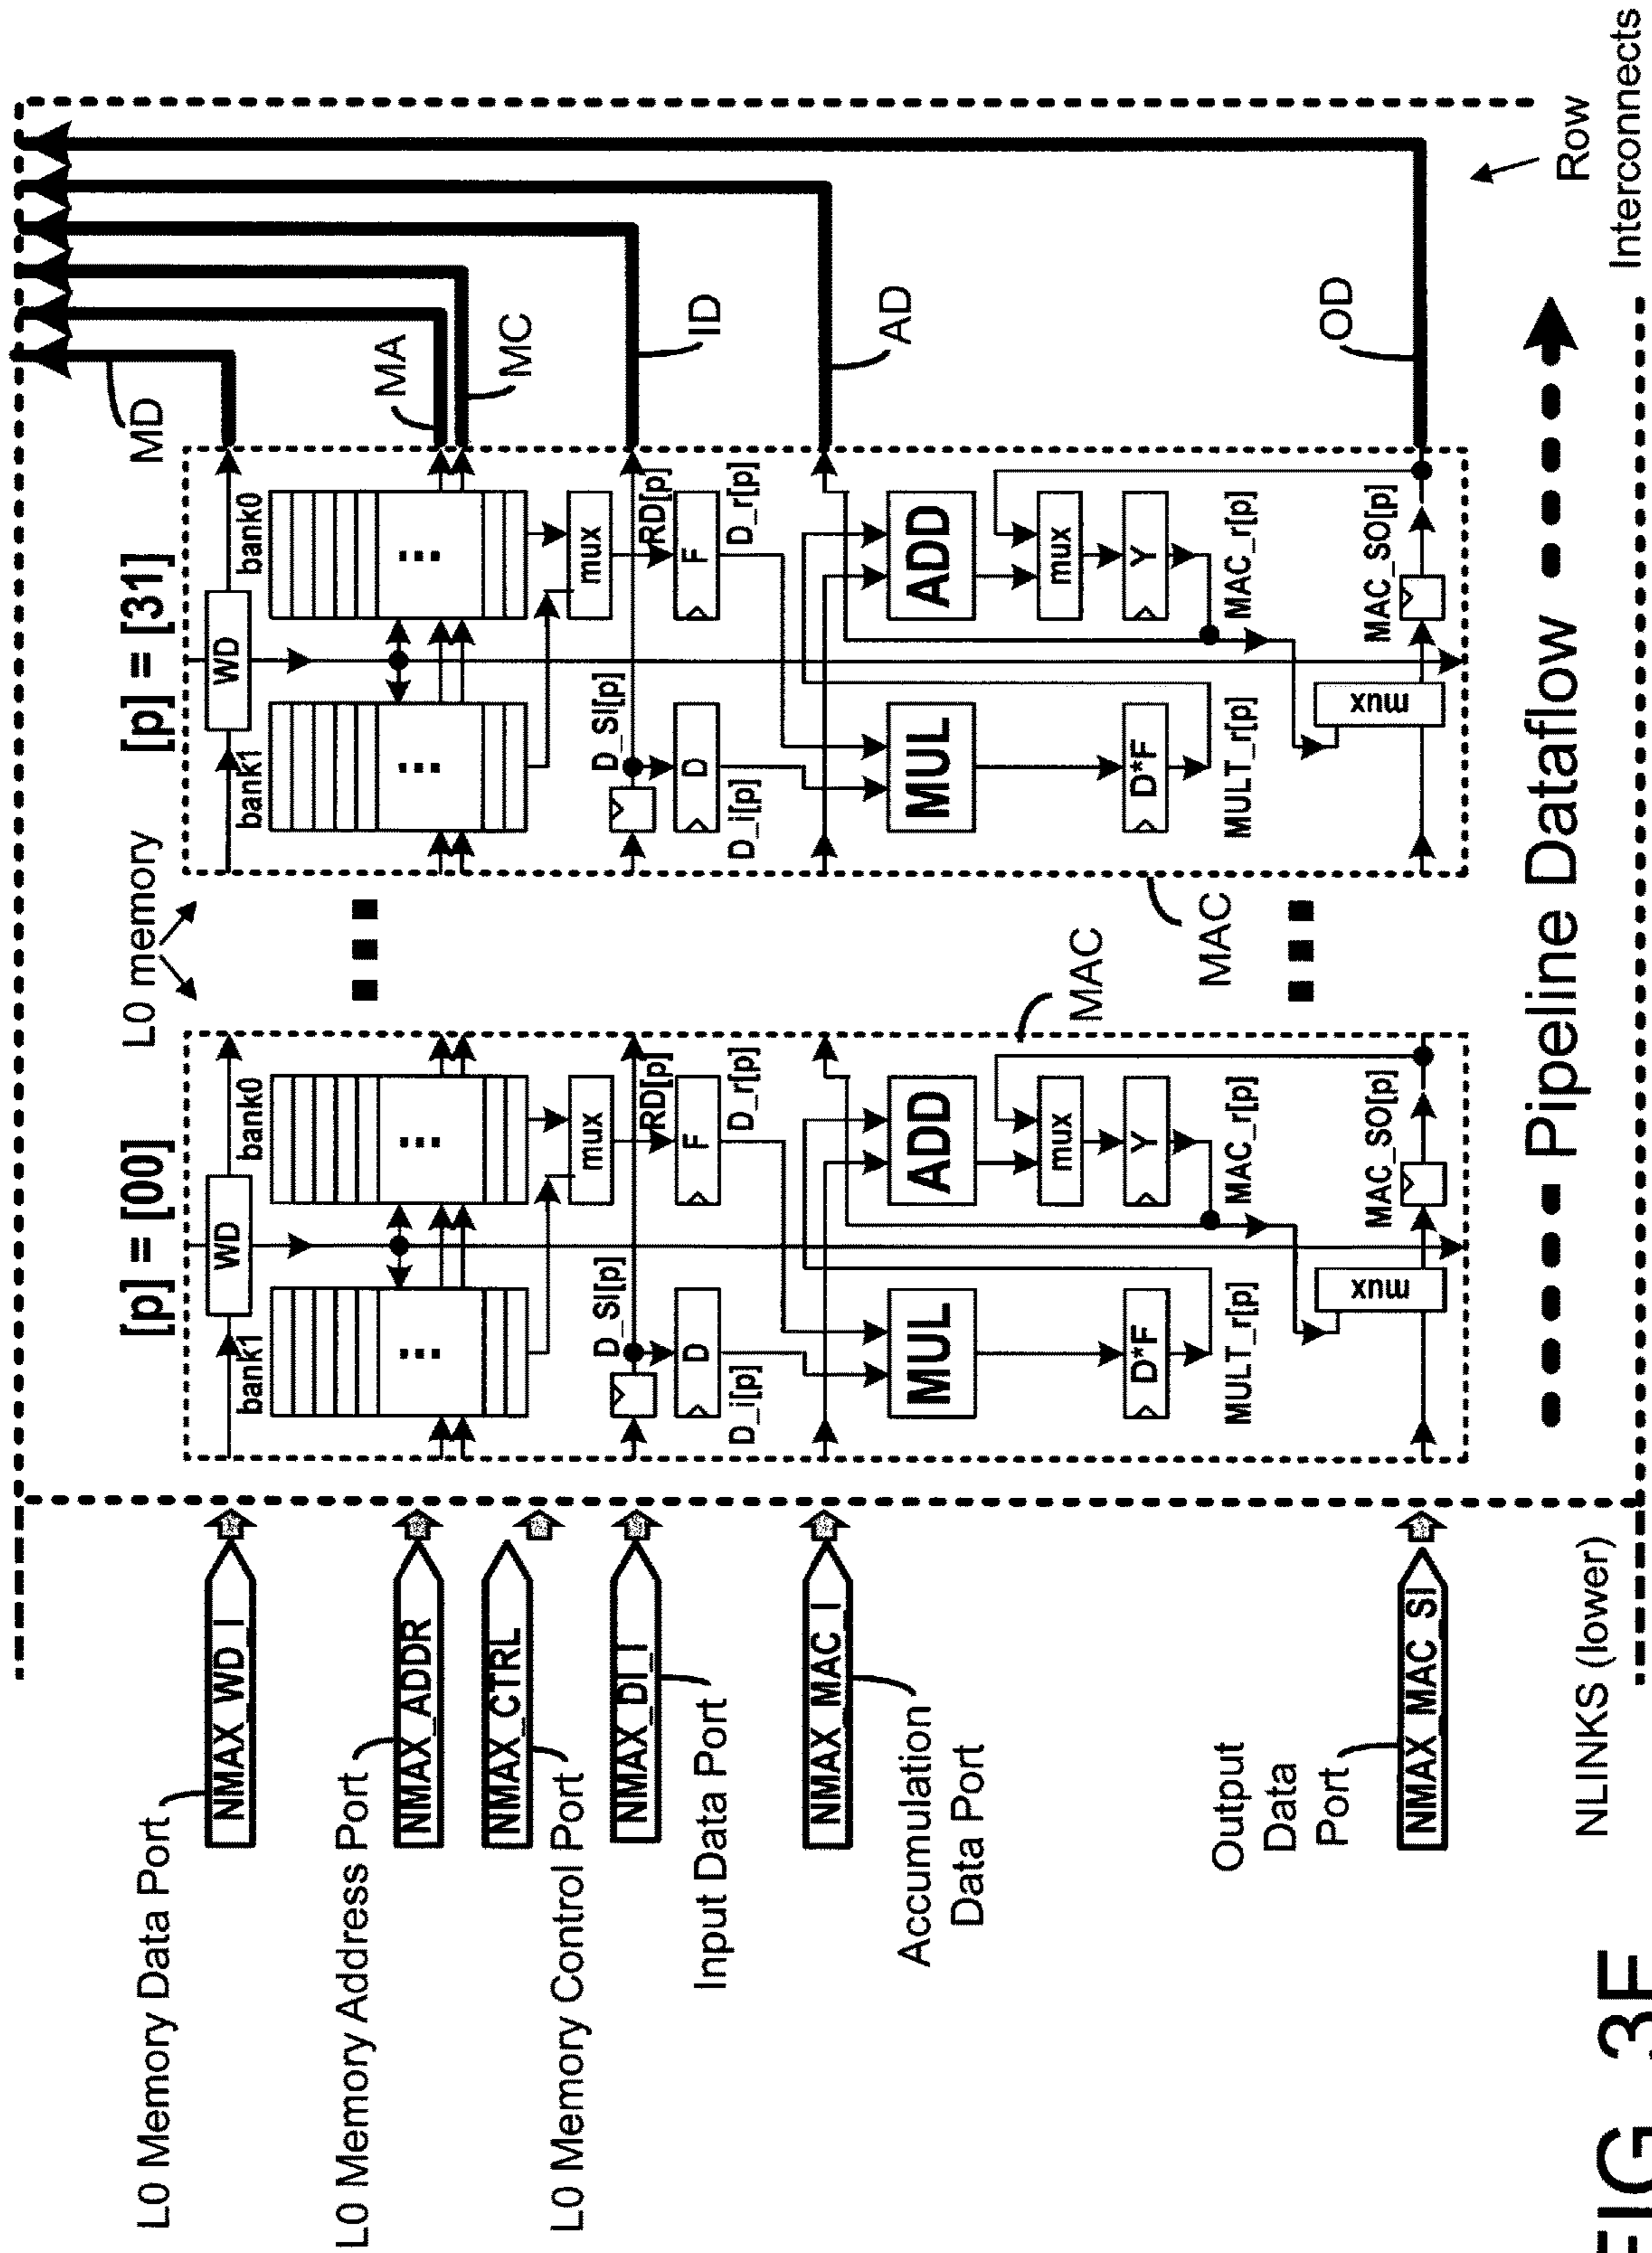 L0 Memory Data Port
NMAX_WD_I
L0 Memory Address Port
NMAX_ADDR
NMAX_CTRL
L0 Memory Control Port
NMAX_DI_I
Input Data Port
NMAX_MAC_I
Accumulation
Data Port
Output
Data
Port
NMAX_MAC_SI
NLINKS (lower)
[p] = [00]
WD
bank1
bank0
...
...
mux
D_SI[p]
RD[p]
D
F
D_i[p]
D_r[p]
MUL
ADD
mux
D*F
Y
MULT_r[p]
MAC_r[p]
mux
MAC_SO[p]
L0 memory
MAC
MAC
[p] = [31]
WD
bank1
bank0
...
...
mux
D_SI[p]
RD[p]
D
F
D_i[p]
D_r[p]
MUL
ADD
mux
D*F
Y
MULT_r[p]
MAC_r[p]
mux
MAC_SO[p]
MD
MA
MC
ID
AD
OD
Pipeline Dataflow
Row
Interconnects